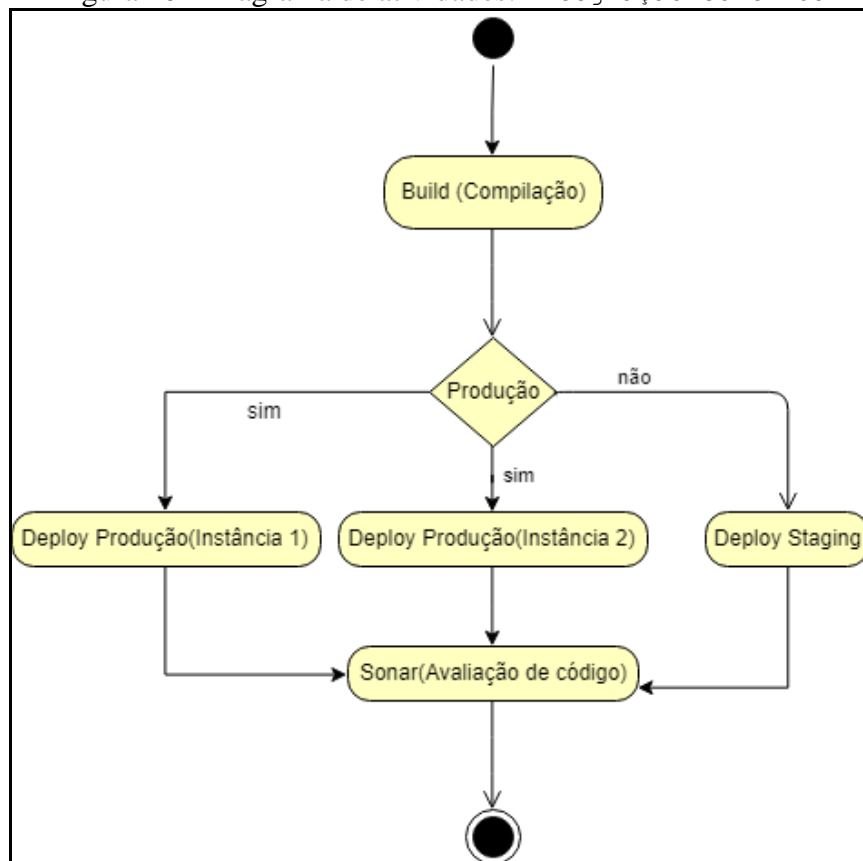 Build (Compilação)
Produção
não
sim
sim
Deploy Produção(Instância 1)
Deploy Produção(Instância 2)
Deploy Staging
Sonar(Avaliação de código)